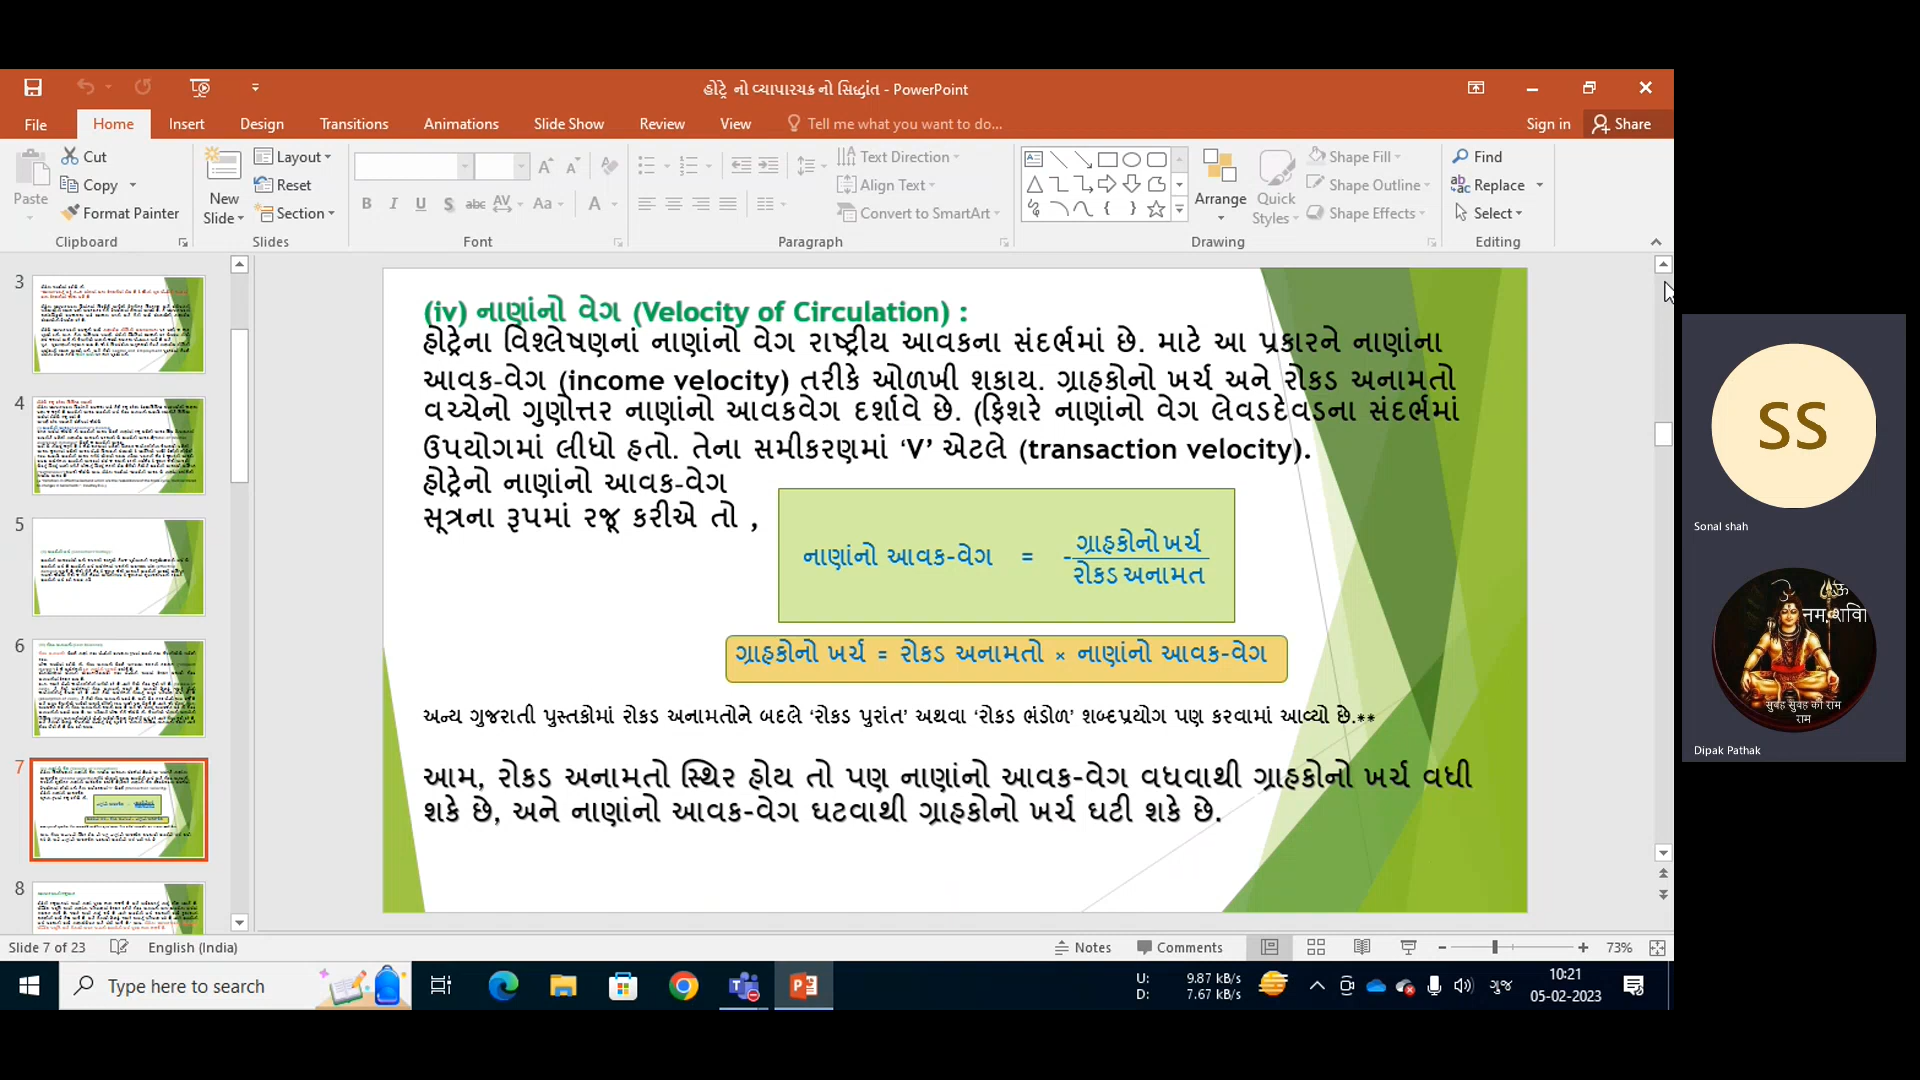 હોટ્રે નો વ્યાપારચક્ર નો સિદ્ધાંત - PowerPoint
File Home Insert Design Transitions Animations Slide Show Review View Tell me what you want to do... Sign in Share
Paste Cut Copy Format Painter
Clipboard
New Slide Layout Reset Section
Slides
Font
Text Direction Align Text Convert to SmartArt
Paragraph
Arrange Quick Styles Shape Fill Shape Outline Shape Effects
Drawing
Find Replace Select
Editing
3
4
5
6
7
8
(iv) નાણાંનો વેગ (Velocity of Circulation) :
હોટ્રેના વિશ્લેષણનાં નાણાંનો વેગ રાષ્ટ્રીય આવકના સંદર્ભમાં છે. માટે આ પ્રકારને નાણાંના
આવક-વેગ (income velocity) તરીકે ઓળખી શકાય. ગ્રાહકોનો ખર્ચ અને રોકડ અનામતો
વચ્ચેનો ગુણોત્તર નાણાંનો આવકવેગ દર્શાવે છે. (ફિશરે નાણાંનો વેગ લેવડદેવડના સંદર્ભમાં
ઉપયોગમાં લીધો હતો. તેના સમીકરણમાં ‘V’ એટલે (transaction velocity).
હોટ્રેનો નાણાંનો આવક-વેગ
સૂત્રના રૂપમાં રજૂ કરીએ તો ,
નાણાંનો આવક-વેગ = -ગ્રાહકોનો ખર્ચ
રોકડ અનામત
ગ્રાહકોનો ખર્ચ = રોકડ અનામતો × નાણાંનો આવક-વેગ
અન્ય ગુજરાતી પુસ્તકોમાં રોકડ અનામતોને બદલે ‘રોકડ પુરાંત’ અથવા ‘રોકડ ભંડોળ’ શબ્દપ્રયોગ પણ કરવામાં આવ્યો છે.**
આમ, રોકડ અનામતો સ્થિર હોય તો પણ નાણાંનો આવક-વેગ વધવાથી ગ્રાહકોનો ખર્ચ વધી
શકે છે, અને નાણાંનો આવક-વેગ ઘટવાથી ગ્રાહકોનો ખર્ચ ઘટી શકે છે.
SS
Sonal shah
ॐ
नम: शिवा
सुबह सुबह की राम
राम
Dipak Pathak
Slide 7 of 23 English (India) Notes Comments 73%
Type here to search
U: 9.87 kB/s
D: 7.67 kB/s
ગુજ
10:21
05-02-2023